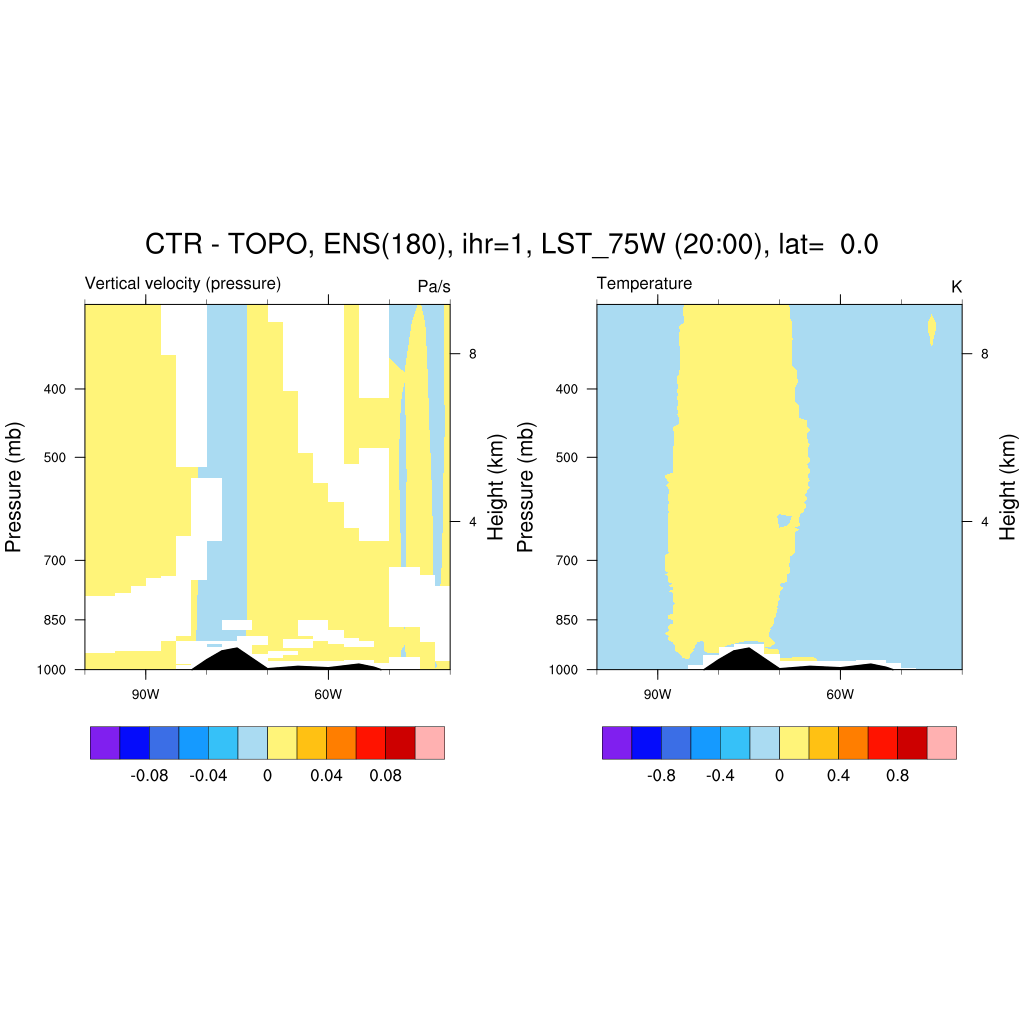 CTR - TOPO, ENS(180), ihr=1, LST_75W (20:00), lat= 0.0
Vertical velocity (pressure) Pa/s
Pressure (mb)
400
500
700
850
1000
8
4
Height (km)
90W 60W
-0.08 -0.04 0 0.04 0.08
Temperature K
Pressure (mb)
400
500
700
850
1000
8
4
Height (km)
90W 60W
-0.8 -0.4 0 0.4 0.8